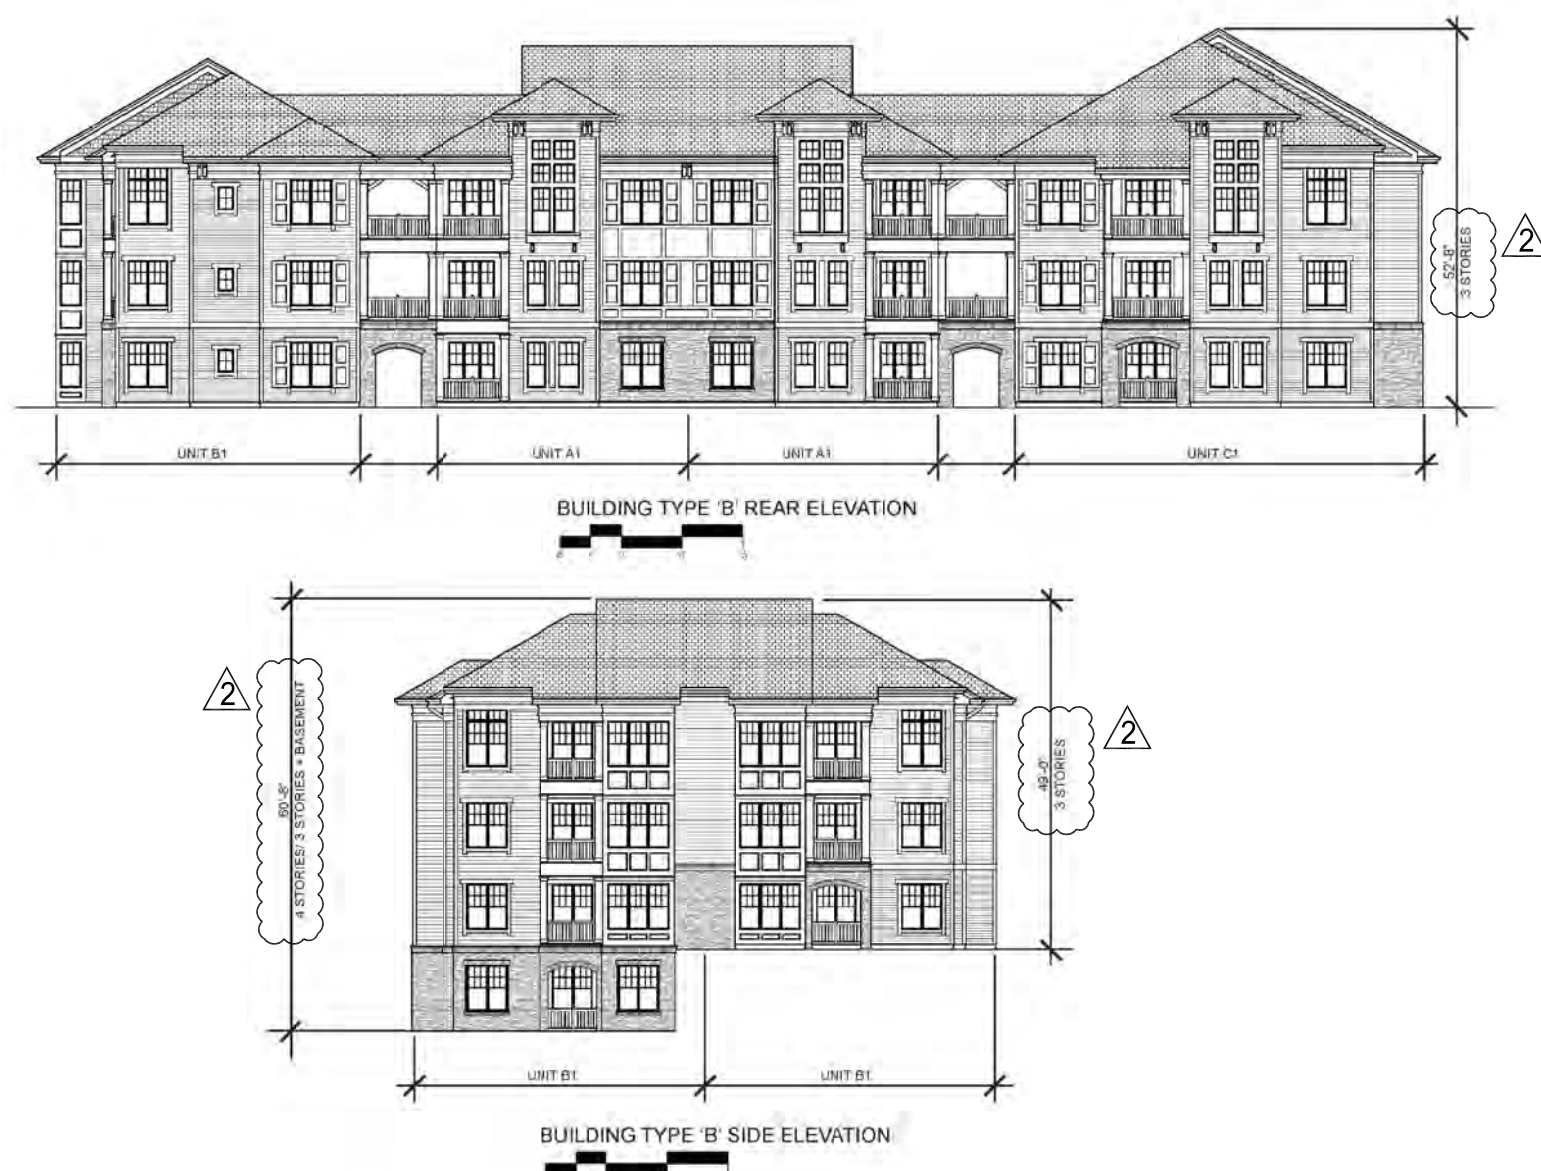 52'-8"
3 STORIES
2
UNIT B1
UNIT A1
UNIT A1
UNIT C1
BUILDING TYPE 'B' REAR ELEVATION
2
60'-8"
4 STORIES/ 3 STORIES + BASEMENT
49'-0"
3 STORIES
2
UNIT B1
UNIT B1
BUILDING TYPE 'B' SIDE ELEVATION